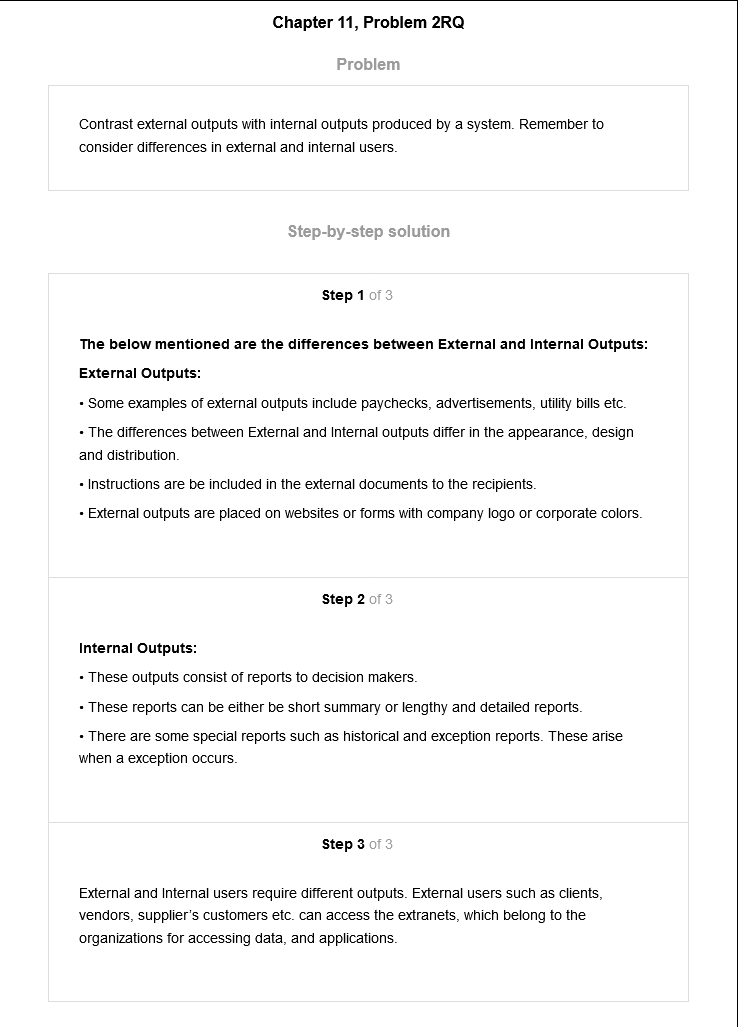 Chapter 11, Problem 2RQ
Problem
Contrast external outputs with internal outputs produced by a system. Remember to
consider differences in external and internal users.
Step-by-step solution
Step 1 of 3
The below mentioned are the differences between External and Internal Outputs:
External Outputs:
• Some examples of external outputs include paychecks, advertisements, utility bills etc.
• The differences between External and Internal outputs differ in the appearance, design
and distribution.
• Instructions are be included in the external documents to the recipients.
• External outputs are placed on websites or forms with company logo or corporate colors.
Step 2 of 3
Internal Outputs:
• These outputs consist of reports to decision makers.
• These reports can be either be short summary or lengthy and detailed reports.
• There are some special reports such as historical and exception reports. These arise
when a exception occurs.
Step 3 of 3
External and Internal users require different outputs. External users such as clients,
vendors, supplier’s customers etc. can access the extranets, which belong to the
organizations for accessing data, and applications.